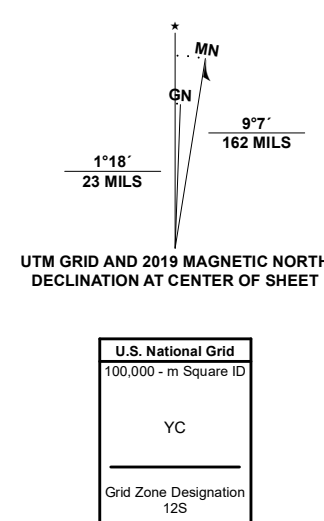 ★
MN
GN
9°7´
162 MILS
1°18´
23 MILS
UTM GRID AND 2019 MAGNETIC NORTH
DECLINATION AT CENTER OF SHEET
U.S. National Grid
100,000 - m Square ID
YC
Grid Zone Designation
12S